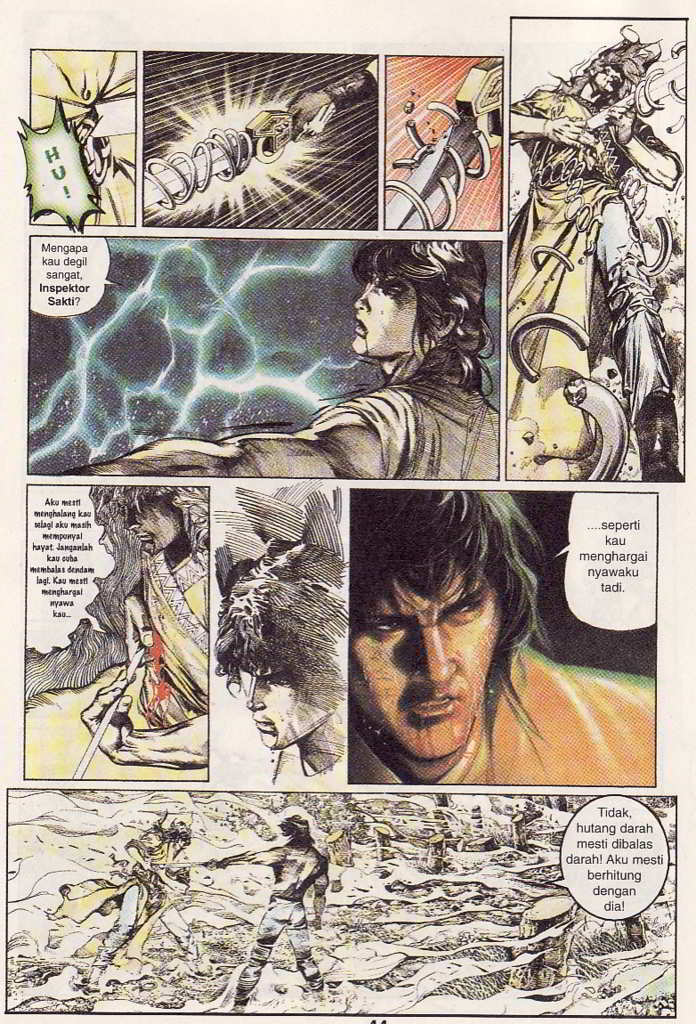 HU!
Mengapa
kau degil
sangat,
Inspektor
Sakti?
Aku mesti
menghalang kau
selagi aku masih
mempunyai
hayat. Janganlah
kau cuba
membalas dendam
lagi. Kau mesti
menghargai
nyawa
kau...
....seperti
kau
menghargai
nyawaku
tadi.
Tidak,
hutang darah
mesti dibalas
darah! Aku mesti
berhitung
dengan
dia!